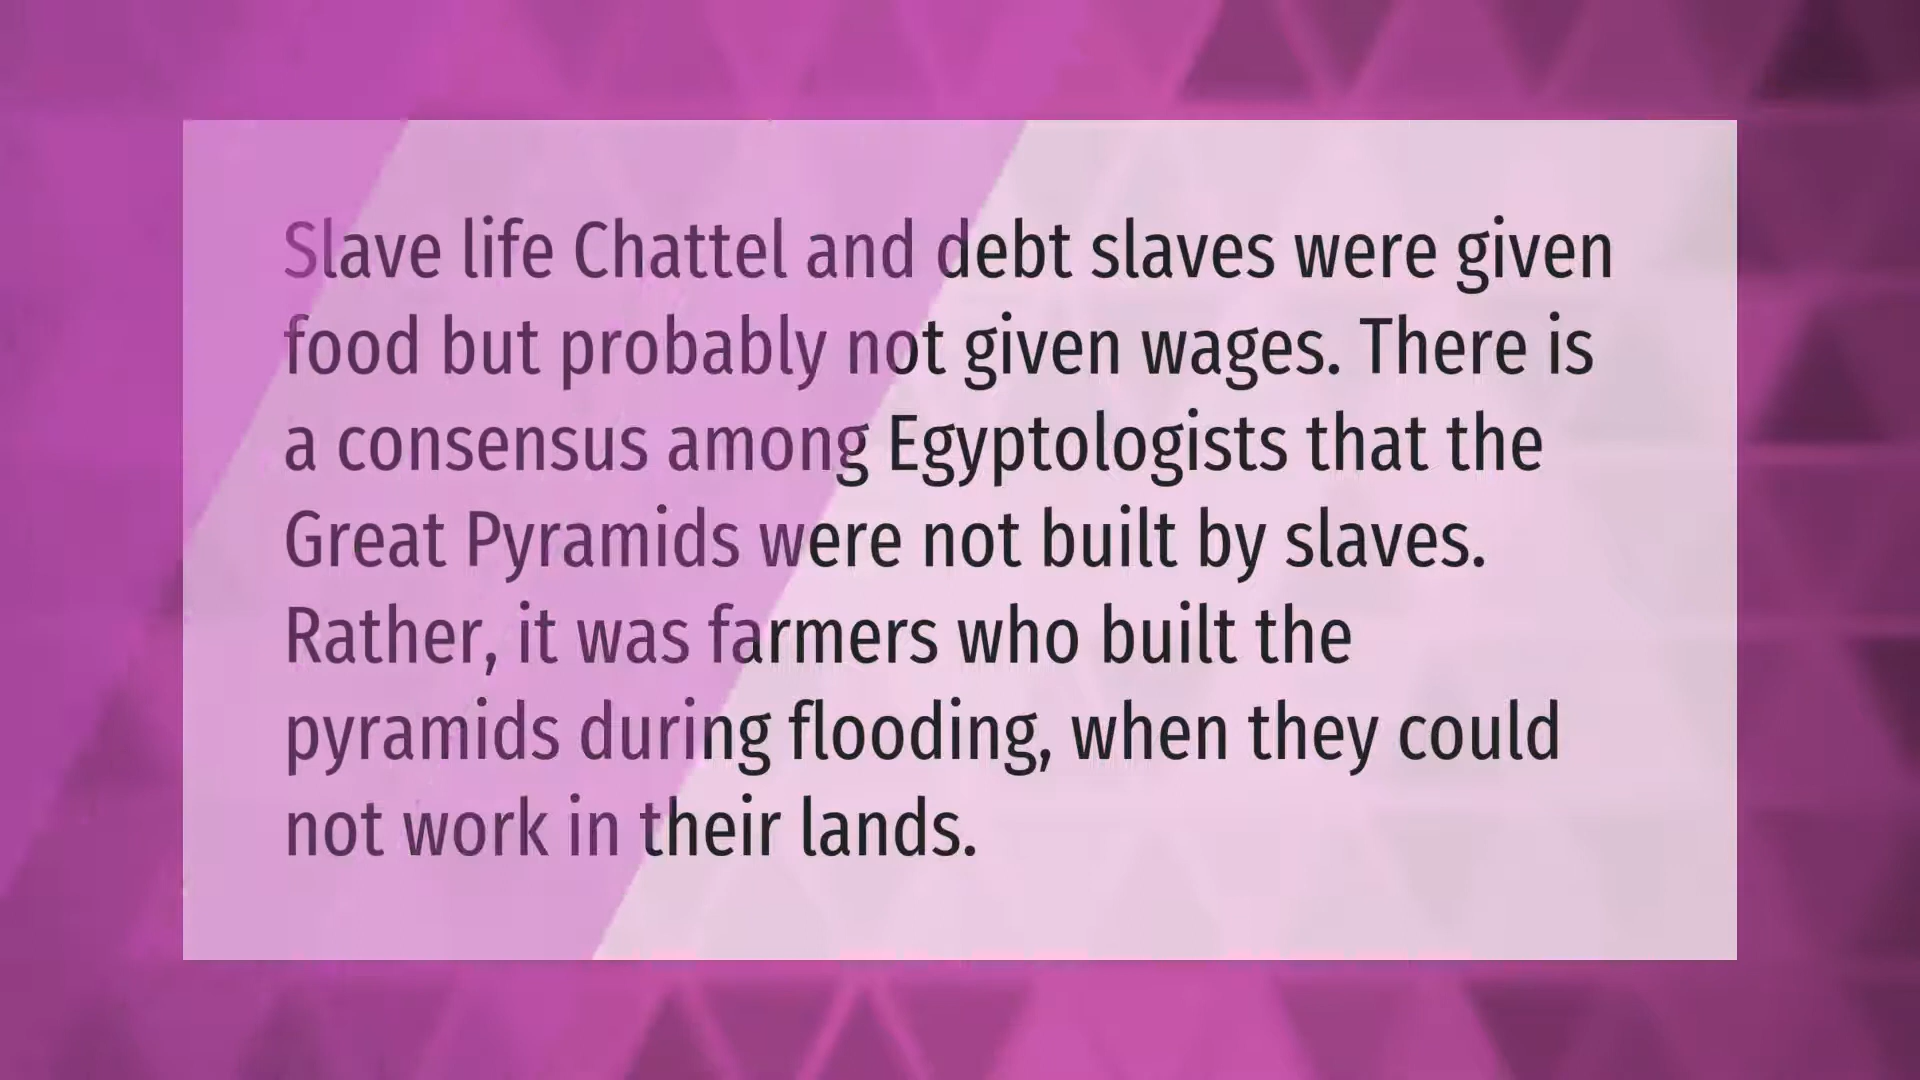 Slave life Chattel and debt slaves were given
food but probably not given wages. There is
a consensus among Egyptologists that the
Great Pyramids were not built by slaves.
Rather, it was farmers who built the
pyramids during flooding, when they could
not work in their lands.